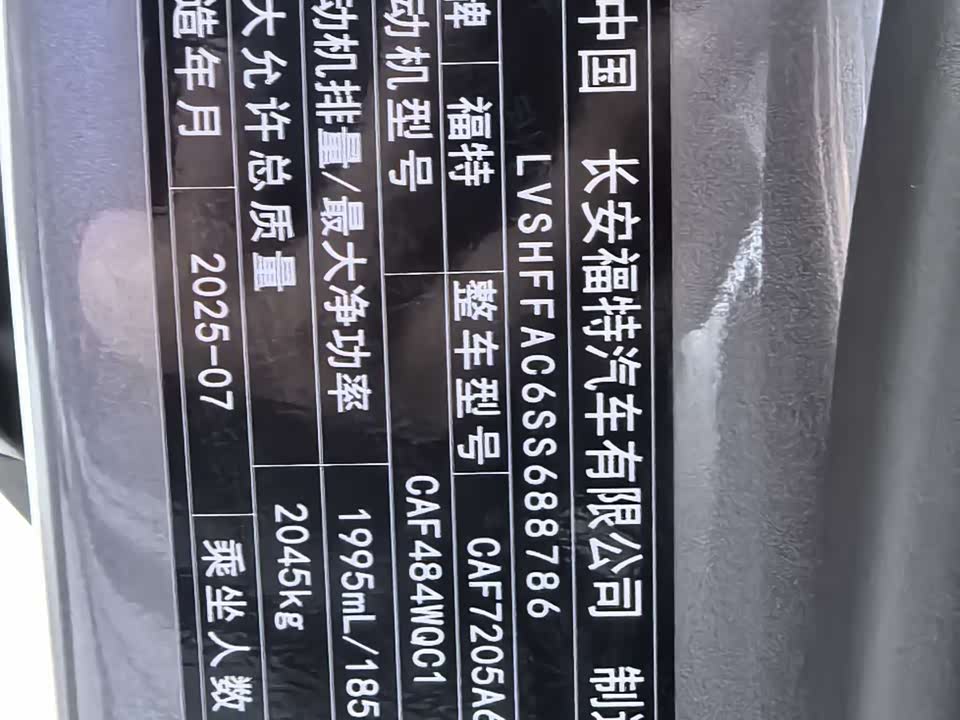 中国 长安福特汽车有限公司 制造
LVSHFFAC6SS688786
牌 福特 整车型号 CAF7205A6
动机型号 CAF484WQC1
动机排量/最大净功率 1995mL/185
大允许总质量 2045kg
造年月 2025-07 乘坐人数